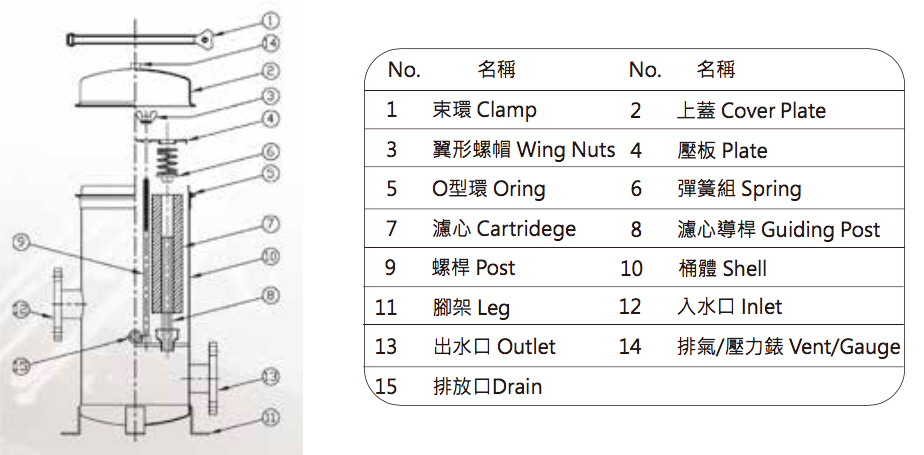 1
14
2
3
4
6
5
7
9
10
8
12
15
13
11
No. 名稱 No. 名稱
1 束環 Clamp 2 上蓋 Cover Plate
3 翼形螺帽 Wing Nuts 4 壓板 Plate
5 O型環 Oring 6 彈簧組 Spring
7 濾心 Cartridege 8 濾心導桿 Guiding Post
9 螺桿 Post 10 桶體 Shell
11 腳架 Leg 12 入水口 Inlet
13 出水口 Outlet 14 排氣/壓力錶 Vent/Gauge
15 排放口Drain